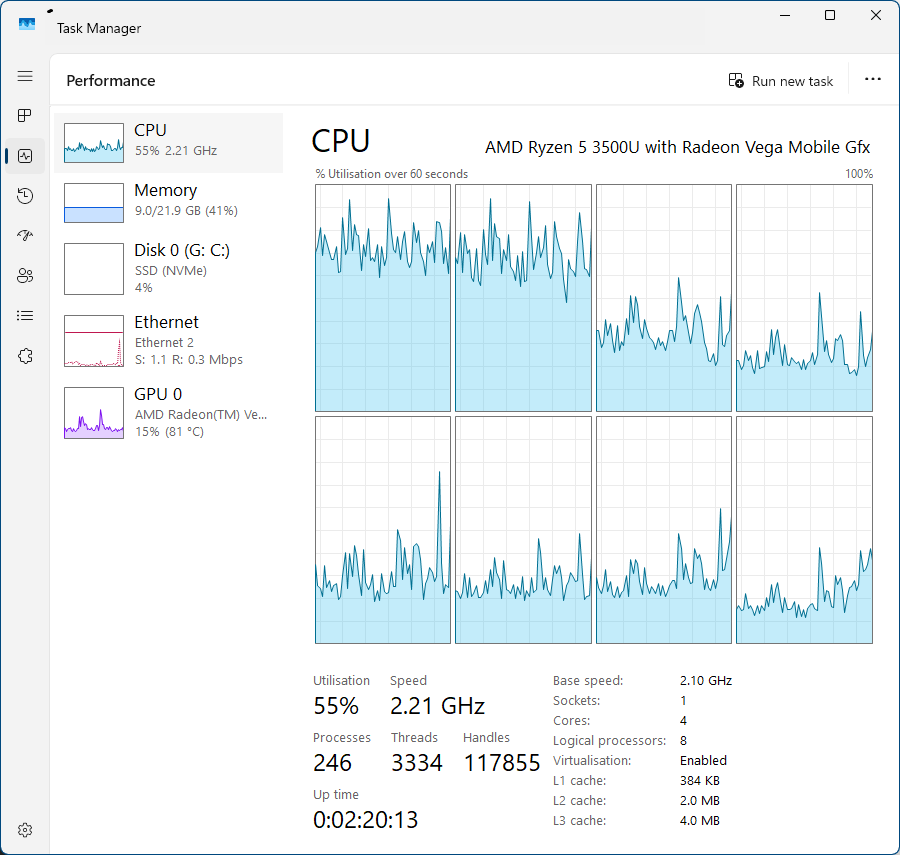 Task Manager
Performance
Run new task
CPU
55% 2.21 GHz
Memory
9.0/21.9 GB (41%)
Disk 0 (G: C:)
SSD (NVMe)
4%
Ethernet
Ethernet 2
S: 1.1 R: 0.3 Mbps
GPU 0
AMD Radeon(TM) Ve...
15% (81 °C)
CPU
AMD Ryzen 5 3500U with Radeon Vega Mobile Gfx
% Utilisation over 60 seconds
100%
Utilisation
Speed
55%
2.21 GHz
Processes
Threads
Handles
246
3334
117855
Up time
0:02:20:13
Base speed: 2.10 GHz
Sockets: 1
Cores: 4
Logical processors: 8
Virtualisation: Enabled
L1 cache: 384 KB
L2 cache: 2.0 MB
L3 cache: 4.0 MB